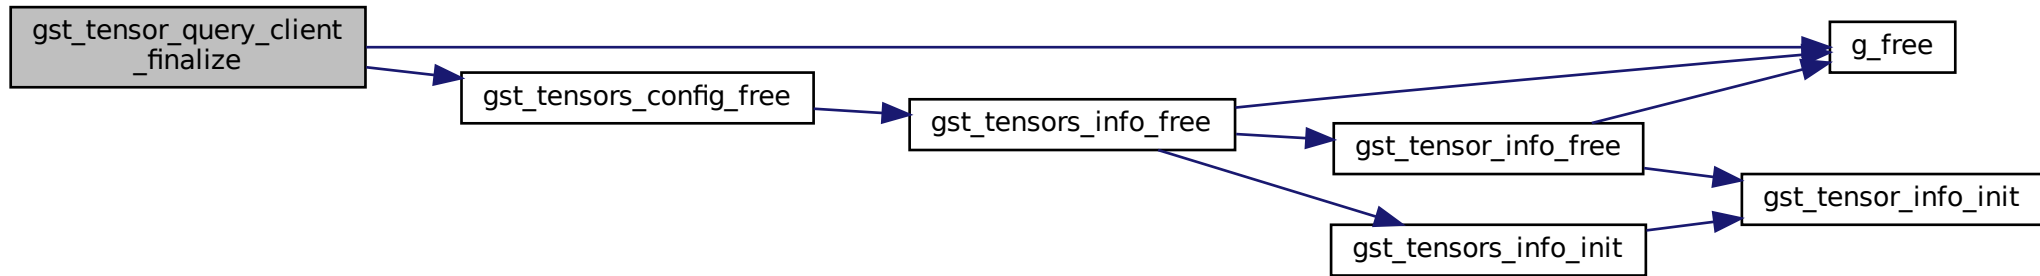 gst_tensor_query_client
_finalize
g_free
gst_tensors_config_free
gst_tensors_info_free
gst_tensor_info_free
gst_tensor_info_init
gst_tensors_info_init